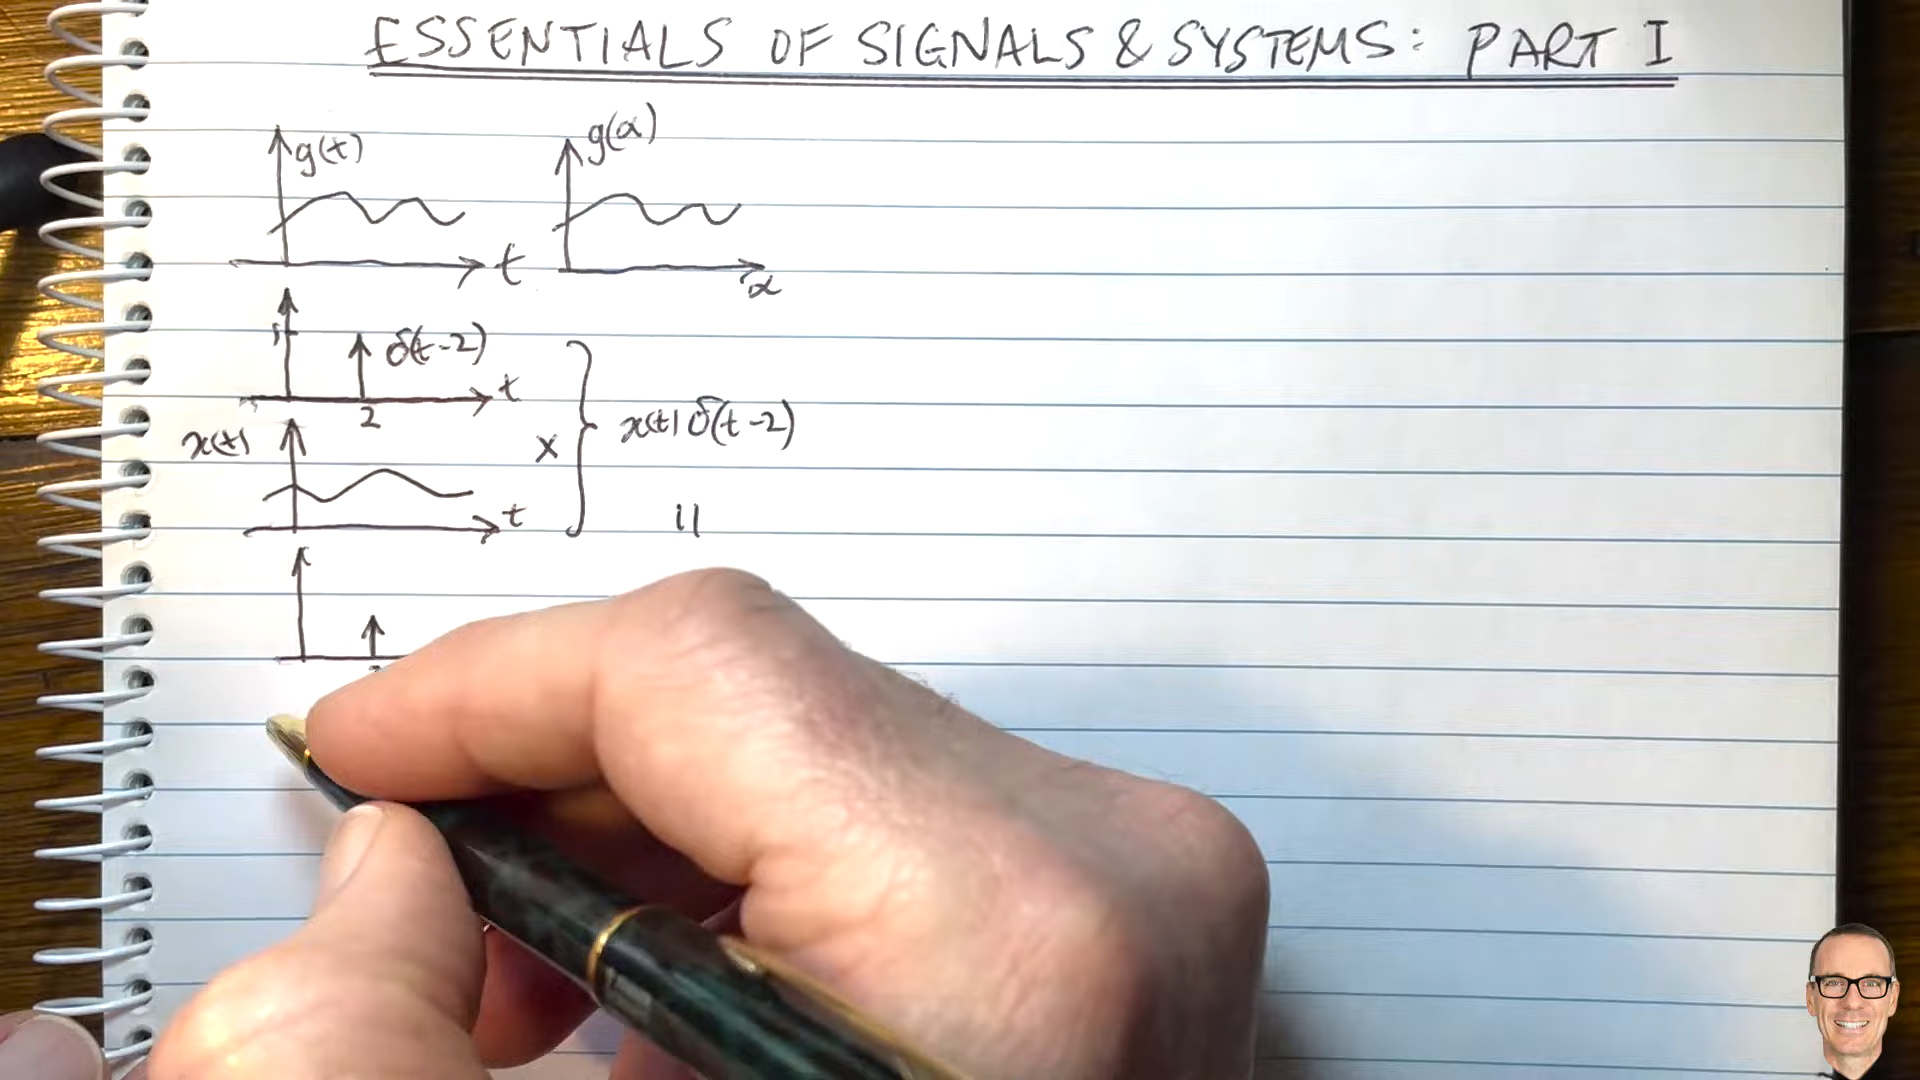 ESSENTIALS OF SIGNALS & SYSTEMS: PART I
g(t)
t
g(α)
α
1
δ(t-2)
t
2
x(t)
t
×
x(t) δ(t-2)
=